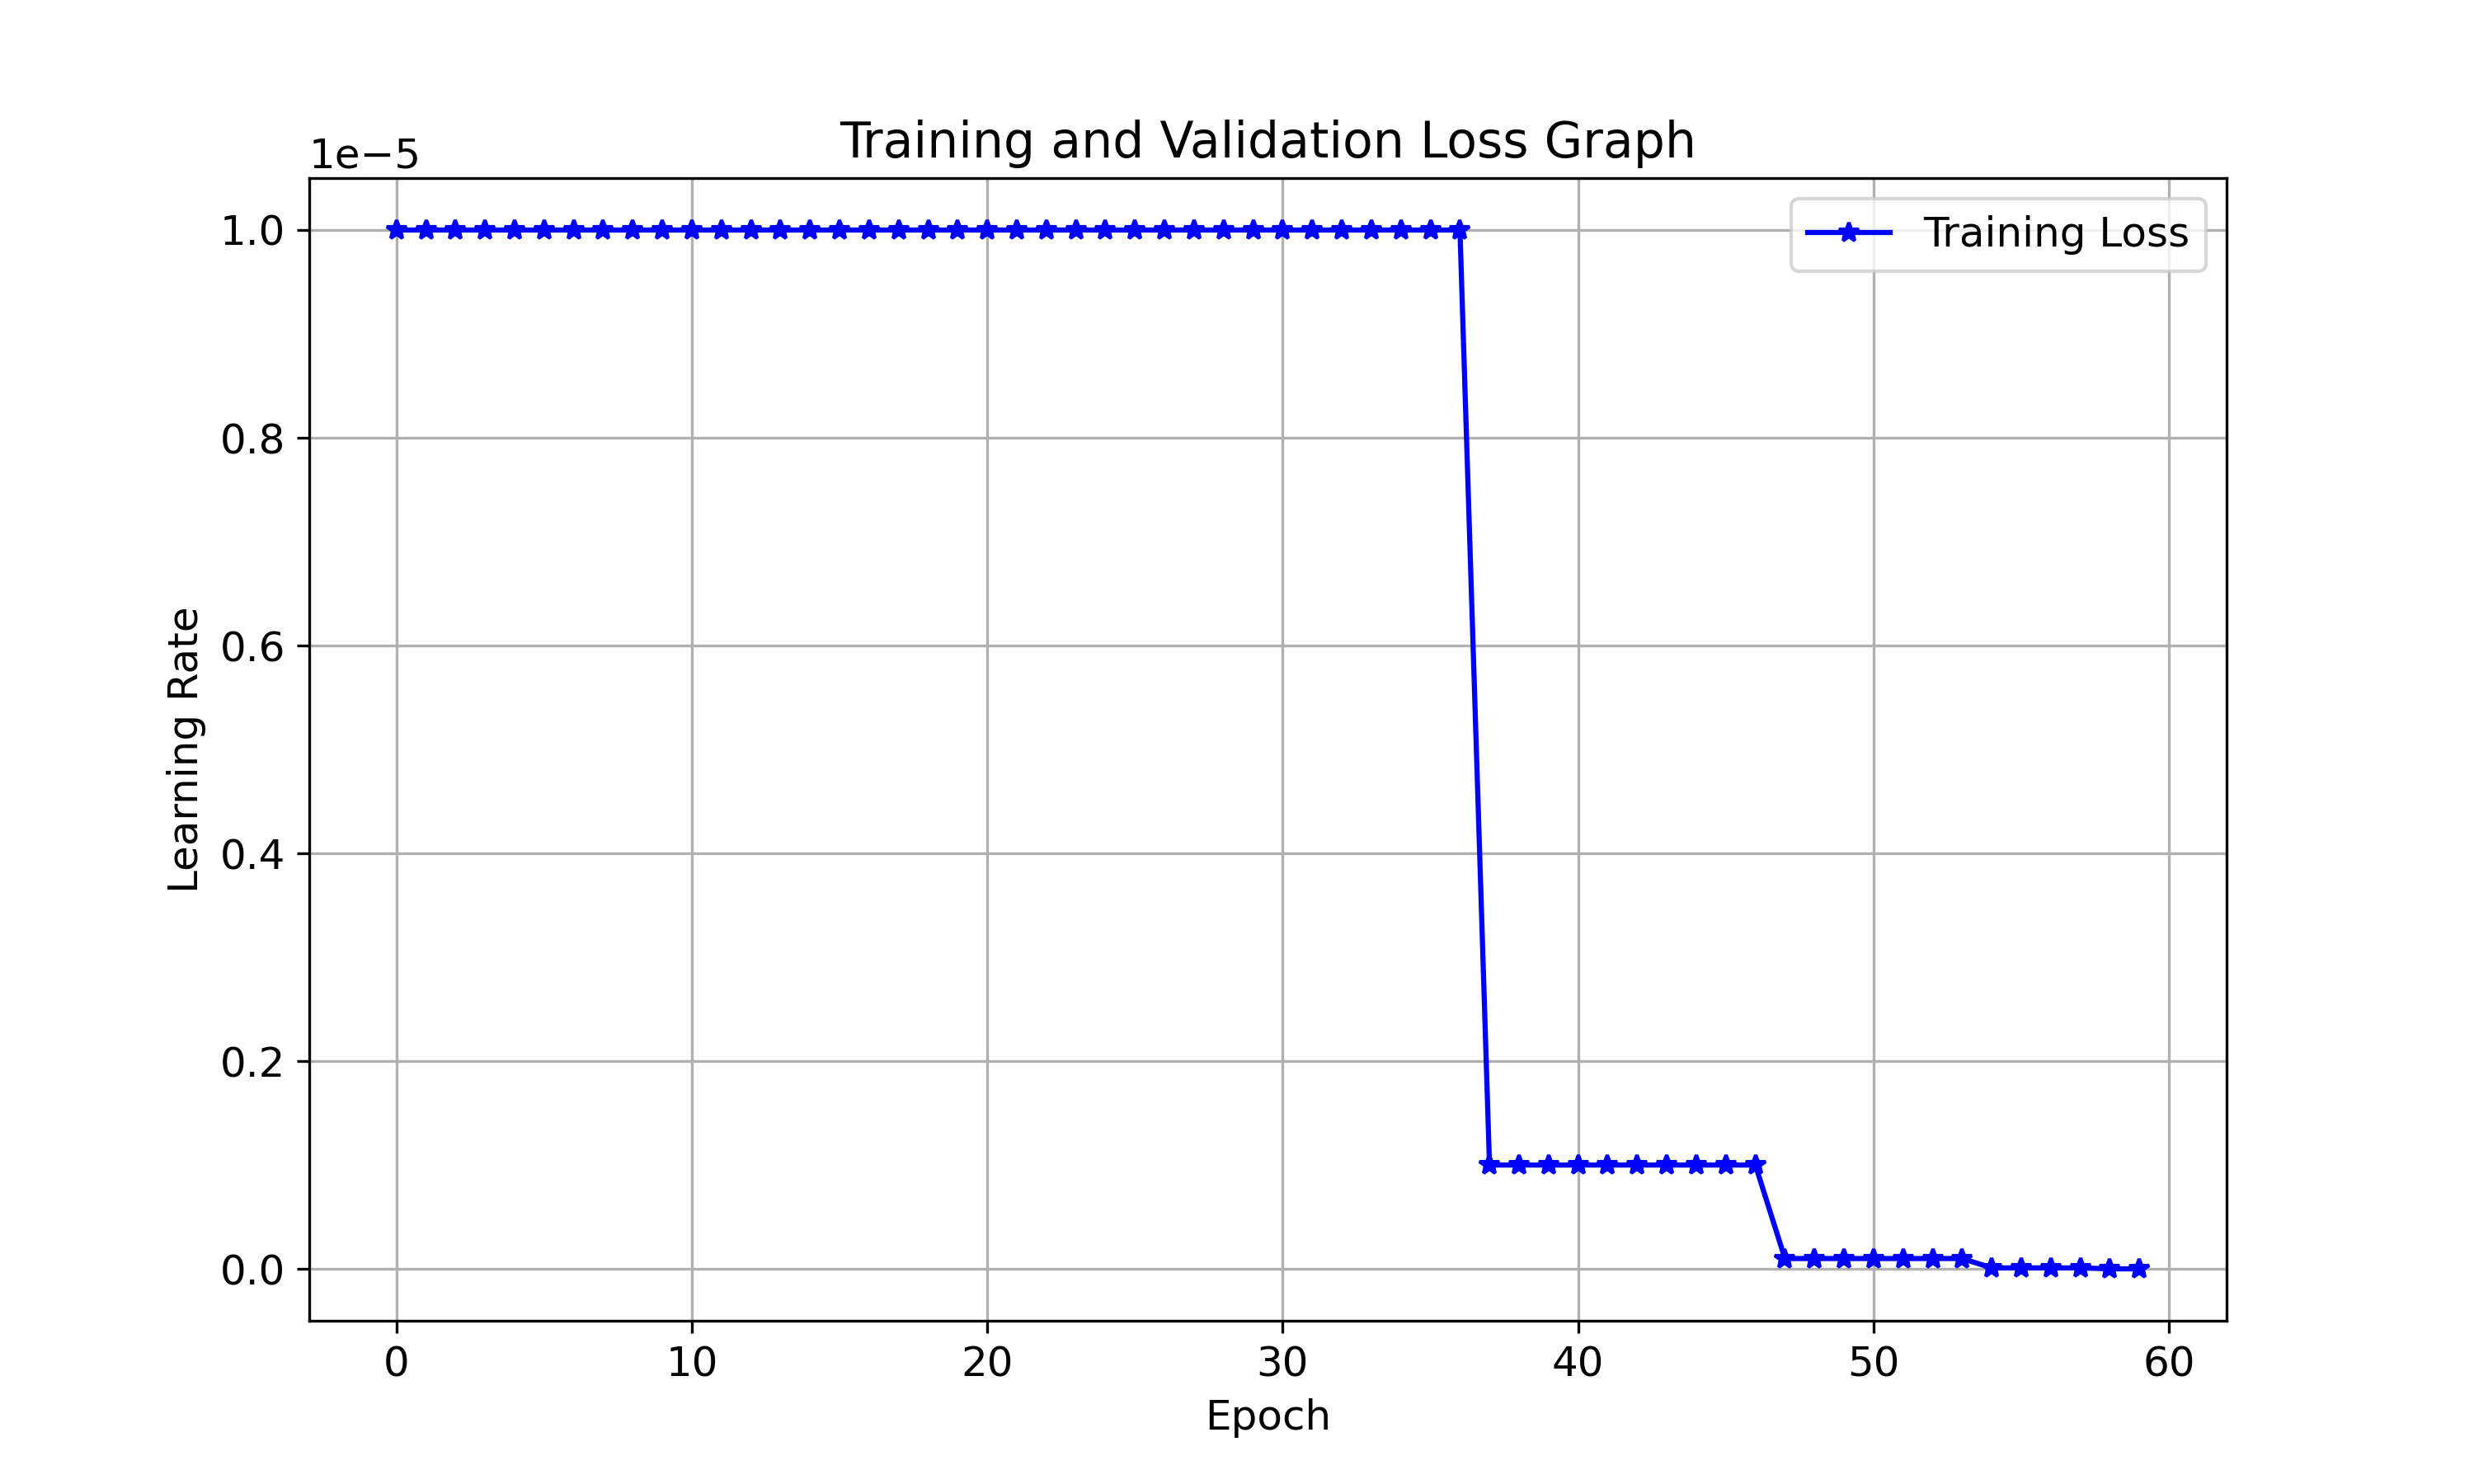 Training and Validation Loss Graph
1e−5
Training Loss
1.0
0.8
0.6
0.4
0.2
0.0
Learning Rate
0 10 20 30 40 50 60
Epoch